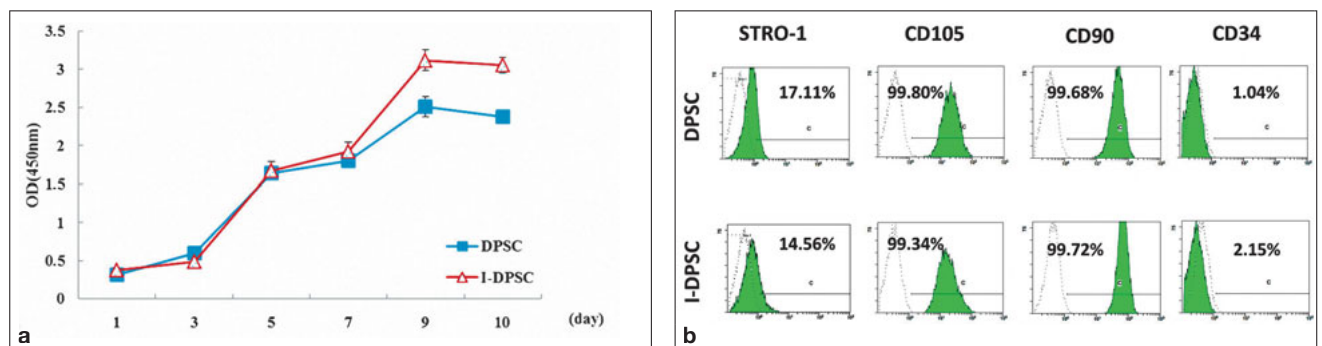 3.5
3
2.5
2
1.5
1
0.5
0
OD(450nm)
DPSC
I-DPSC
1 3 5 7 9 10 (day)
a
STRO-1 CD105 CD90 CD34
DPSC
17.11% 99.80% 99.68% 1.04%
c c c c
I-DPSC
14.56% 99.34% 99.72% 2.15%
c c c c
b